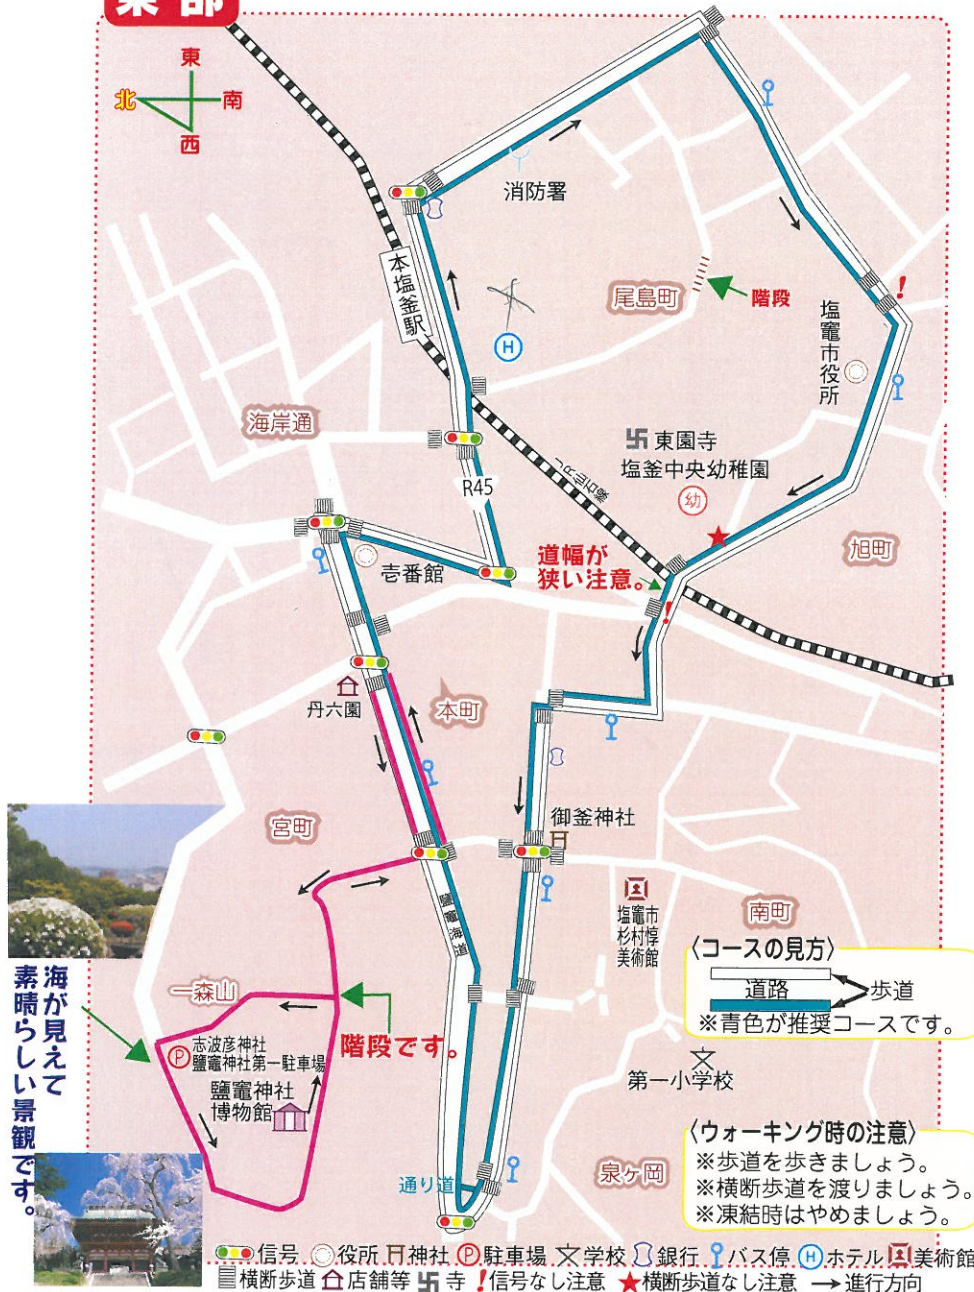 東部
東
北
南
西
消防署
本塩釜駅
尾島町
階段
塩竈市役所
H
海岸通
東園寺
塩釜中央幼稚園
幼
R45
壱番館
道幅が
狭い注意。
旭町
丹六園
本町
宮町
御釜神社
塩竈市
杉村惇
美術館
南町
〈コースの見方〉
道路
歩道
※青色が推奨コースです。
海が見えて
素晴らしい景観です。
一森山
P
志波彦神社
鹽竈神社第一駐車場
鹽竈神社
博物館
階段です。
第一小学校
泉ヶ岡
通り道
〈ウォーキング時の注意〉
※歩道を歩きましょう。
※横断歩道を渡りましょう。
※凍結時はやめましょう。
信号 役所 神社 P駐車場 学校 銀行 バス停 Hホテル 美術館
横断歩道 店舗等 寺 !信号なし注意 ★横断歩道なし注意 →進行方向